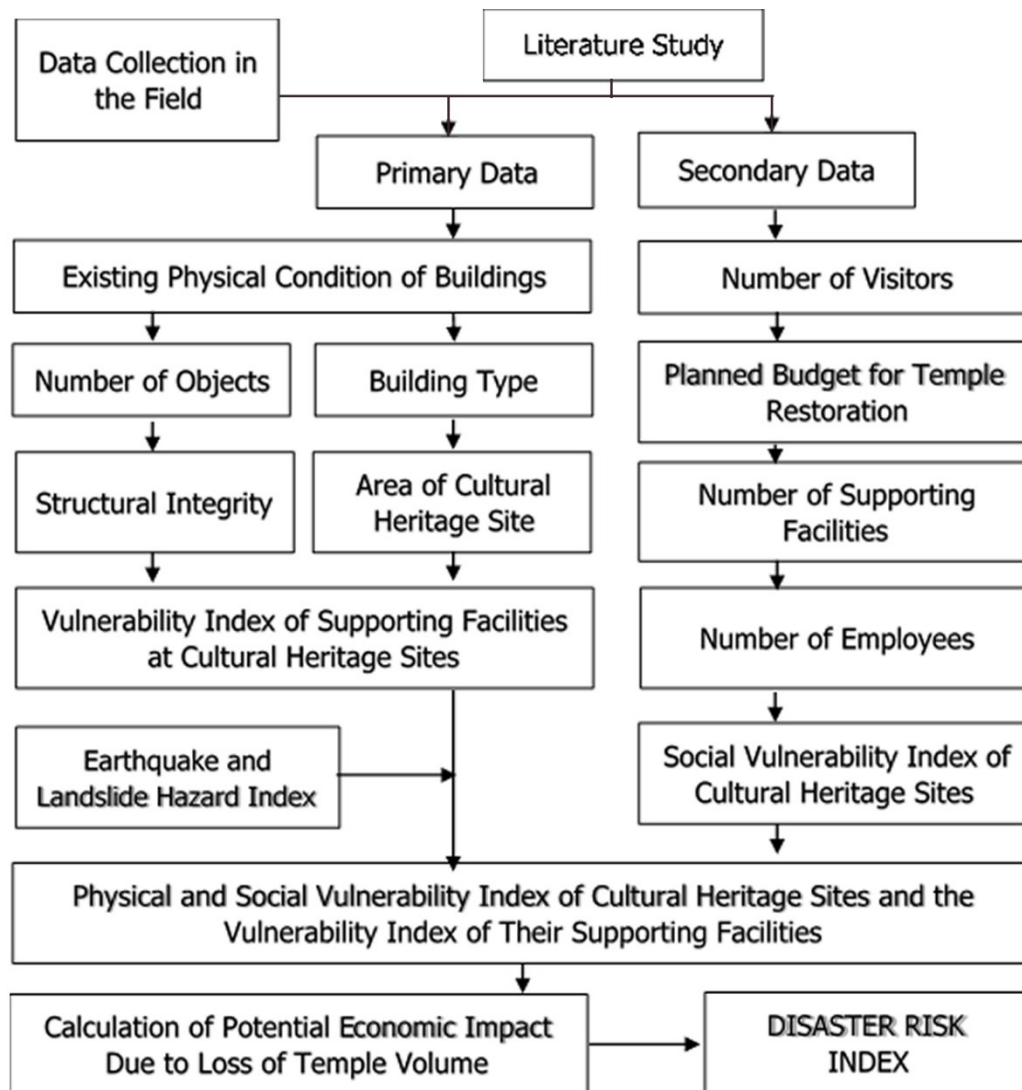 Literature Study
Data Collection in
the Field
Primary Data
Secondary Data
Existing Physical Condition of Buildings
Number of Visitors
Number of Objects
Building Type
Planned Budget for Temple
Restoration
Structural Integrity
Area of Cultural
Heritage Site
Number of Supporting
Facilities
Vulnerability Index of Supporting Facilities
at Cultural Heritage Sites
Number of Employees
Earthquake and
Landslide Hazard Index
Social Vulnerability Index of
Cultural Heritage Sites
Physical and Social Vulnerability Index of Cultural Heritage Sites and the
Vulnerability Index of Their Supporting Facilities
Calculation of Potential Economic Impact
Due to Loss of Temple Volume
DISASTER RISK
INDEX